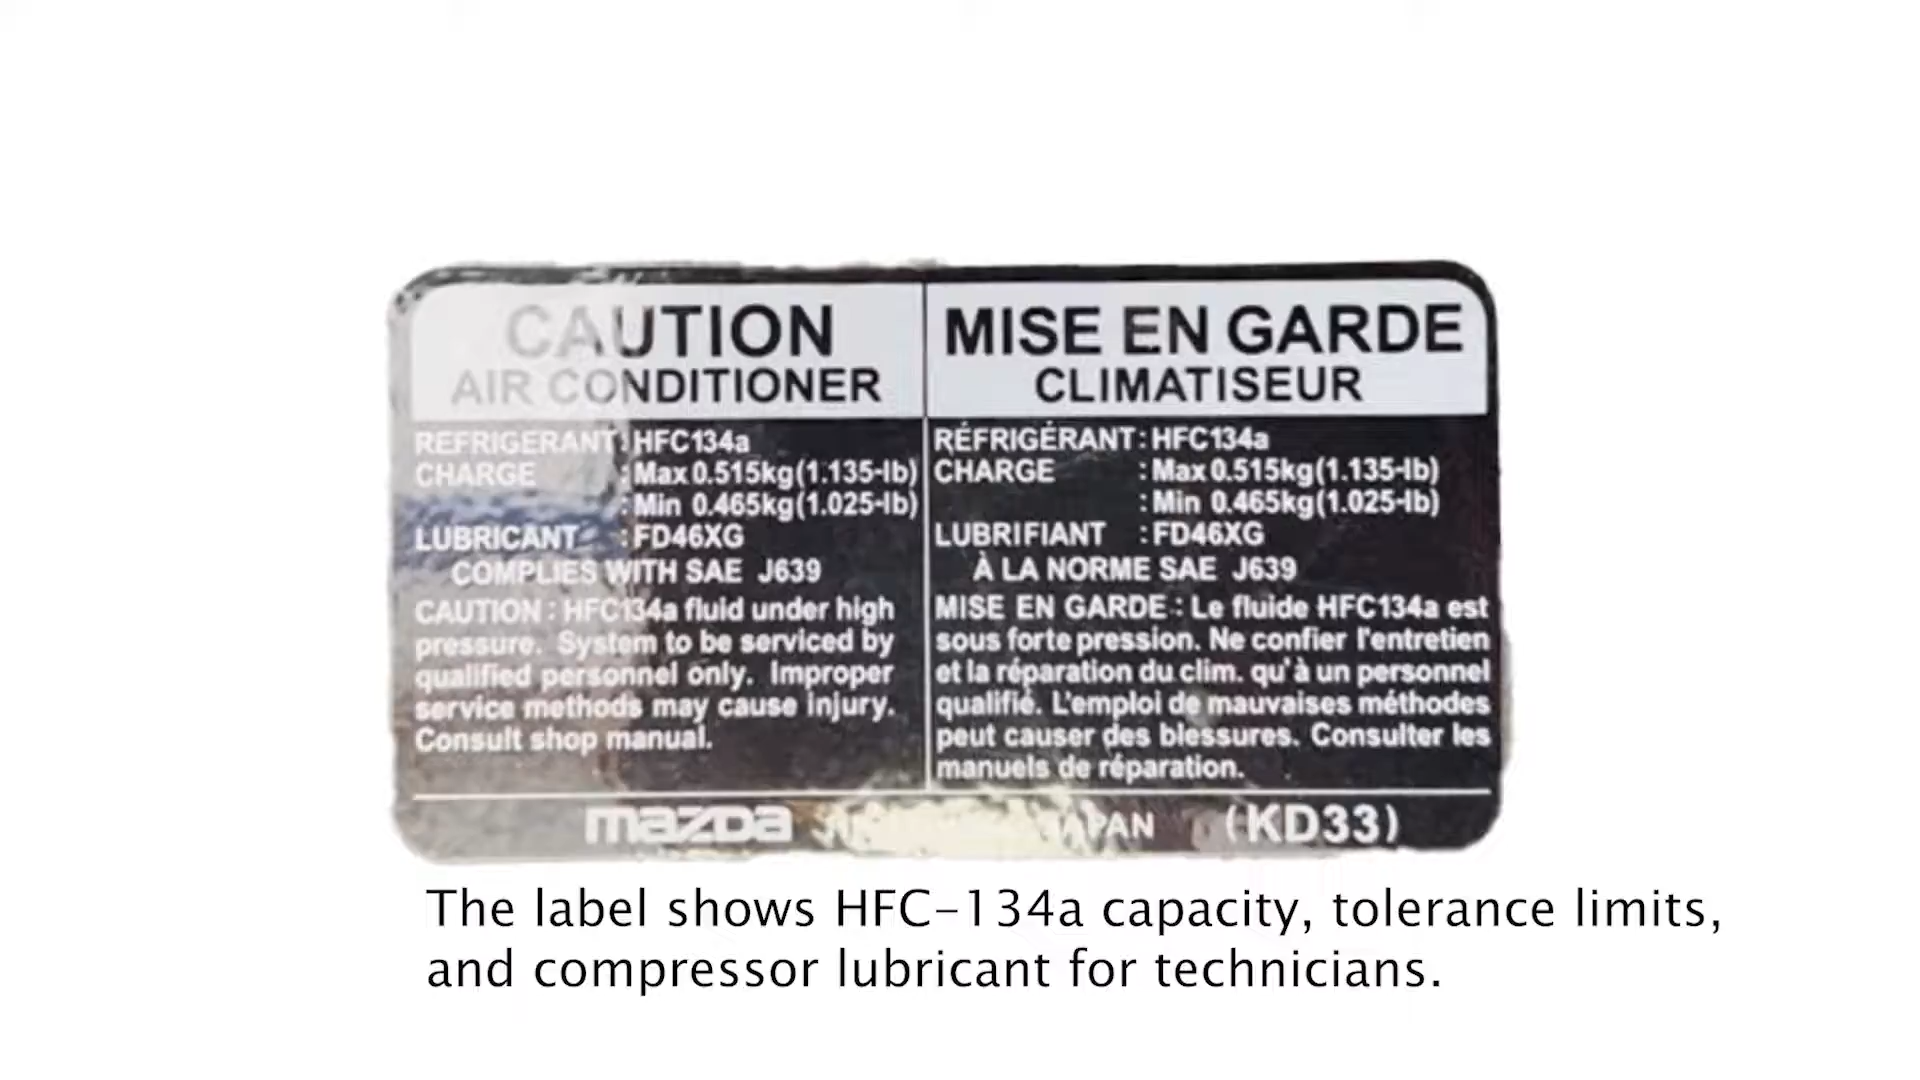 CAUTION
AIR CONDITIONER
REFRIGERANT : HFC134a
CHARGE : Max 0.515kg(1.135-lb)
: Min 0.465kg(1.025-lb)
LUBRICANT : FD46XG
COMPLIES WITH SAE J639
CAUTION : HFC134a fluid under high
pressure. System to be serviced by
qualified personnel only. Improper
service methods may cause injury.
Consult shop manual.
MISE EN GARDE
CLIMATISEUR
RÉFRIGÉRANT : HFC134a
CHARGE : Max 0.515kg(1.135-lb)
: Min 0.465kg(1.025-lb)
LUBRIFIANT : FD46XG
À LA NORME SAE J639
MISE EN GARDE : Le fluide HFC134a est
sous forte pression. Ne confier l'entretien
et la réparation du clim. qu'à un personnel
qualifié. L'emploi de mauvaises méthodes
peut causer des blessures. Consulter les
manuels de réparation.
mazda JAPAN (KD33)
The label shows HFC-134a capacity, tolerance limits,
and compressor lubricant for technicians.